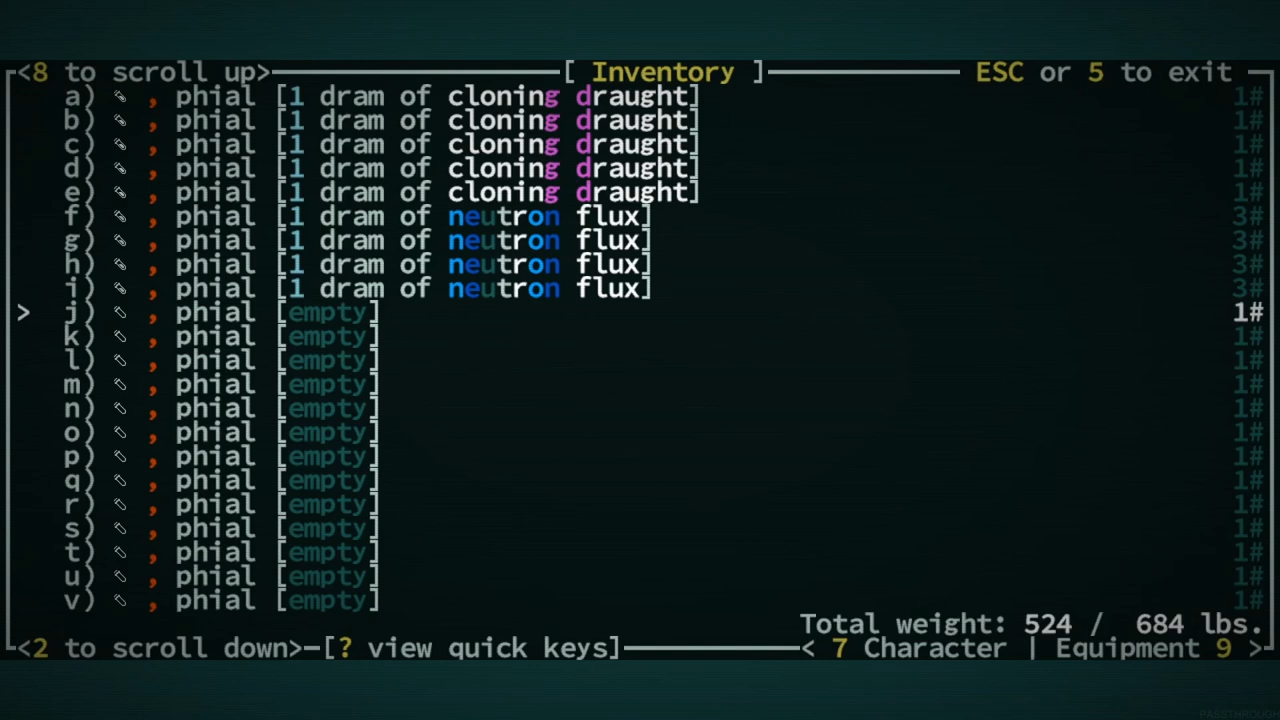 <8 to scroll up> [ Inventory ] ESC or 5 to exit
a) , phial [1 dram of cloning draught] 1#
b) , phial [1 dram of cloning draught] 1#
c) , phial [1 dram of cloning draught] 1#
d) , phial [1 dram of cloning draught] 1#
e) , phial [1 dram of cloning draught] 1#
f) , phial [1 dram of neutron flux] 3#
g) , phial [1 dram of neutron flux] 3#
h) , phial [1 dram of neutron flux] 3#
i) , phial [1 dram of neutron flux] 3#
> j) , phial [empty] 1#
k) , phial [empty] 1#
l) , phial [empty] 1#
m) , phial [empty] 1#
n) , phial [empty] 1#
o) , phial [empty] 1#
p) , phial [empty] 1#
q) , phial [empty] 1#
r) , phial [empty] 1#
s) , phial [empty] 1#
t) , phial [empty] 1#
u) , phial [empty] 1#
v) , phial [empty] 1#
Total weight: 524 / 684 lbs.
<2 to scroll down> [? view quick keys] < 7 Character | Equipment 9 >